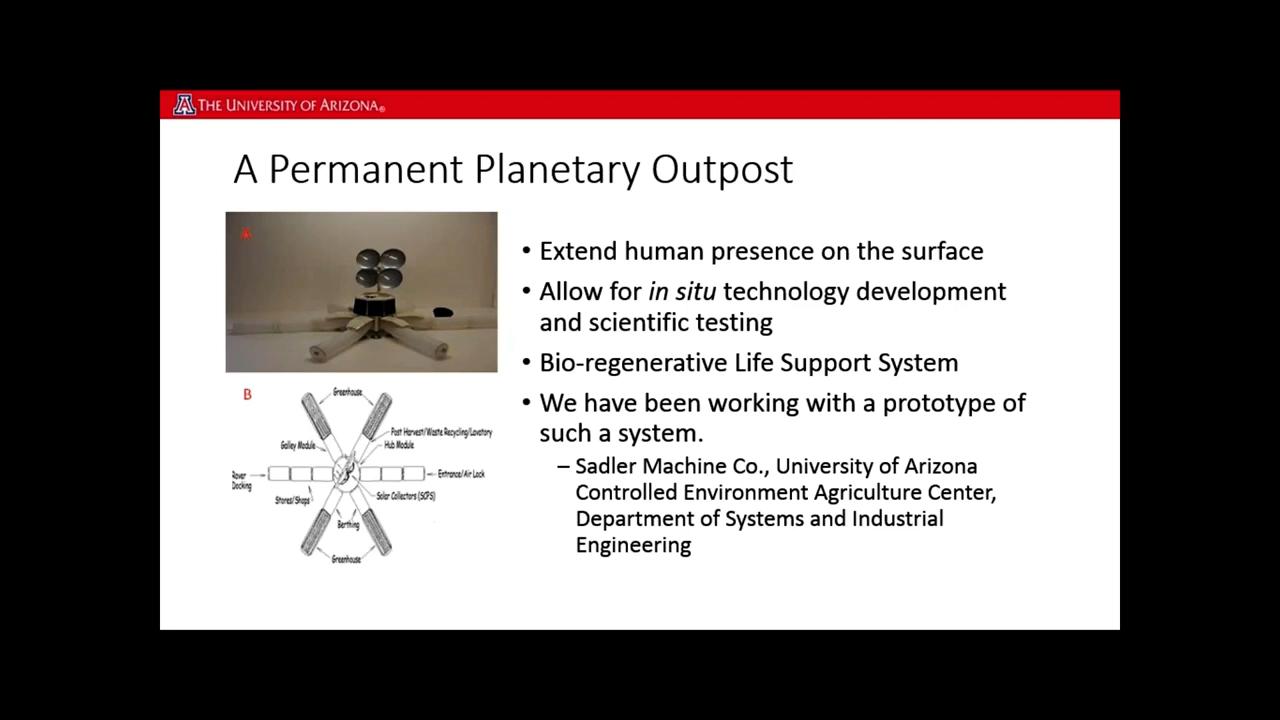 THE UNIVERSITY OF ARIZONA®
A Permanent Planetary Outpost
A
B
Greenhouse
Post Harvest/Waste Recycling/Lavatory
Galley Module
Hub Module
Rover
Docking
Entrance/Air Lock
Stores/Shops
Solar Collectors (SCPS)
Berthing
Greenhouse
• Extend human presence on the surface
• Allow for in situ technology development
and scientific testing
• Bio-regenerative Life Support System
• We have been working with a prototype of
such a system.
– Sadler Machine Co., University of Arizona
Controlled Environment Agriculture Center,
Department of Systems and Industrial
Engineering